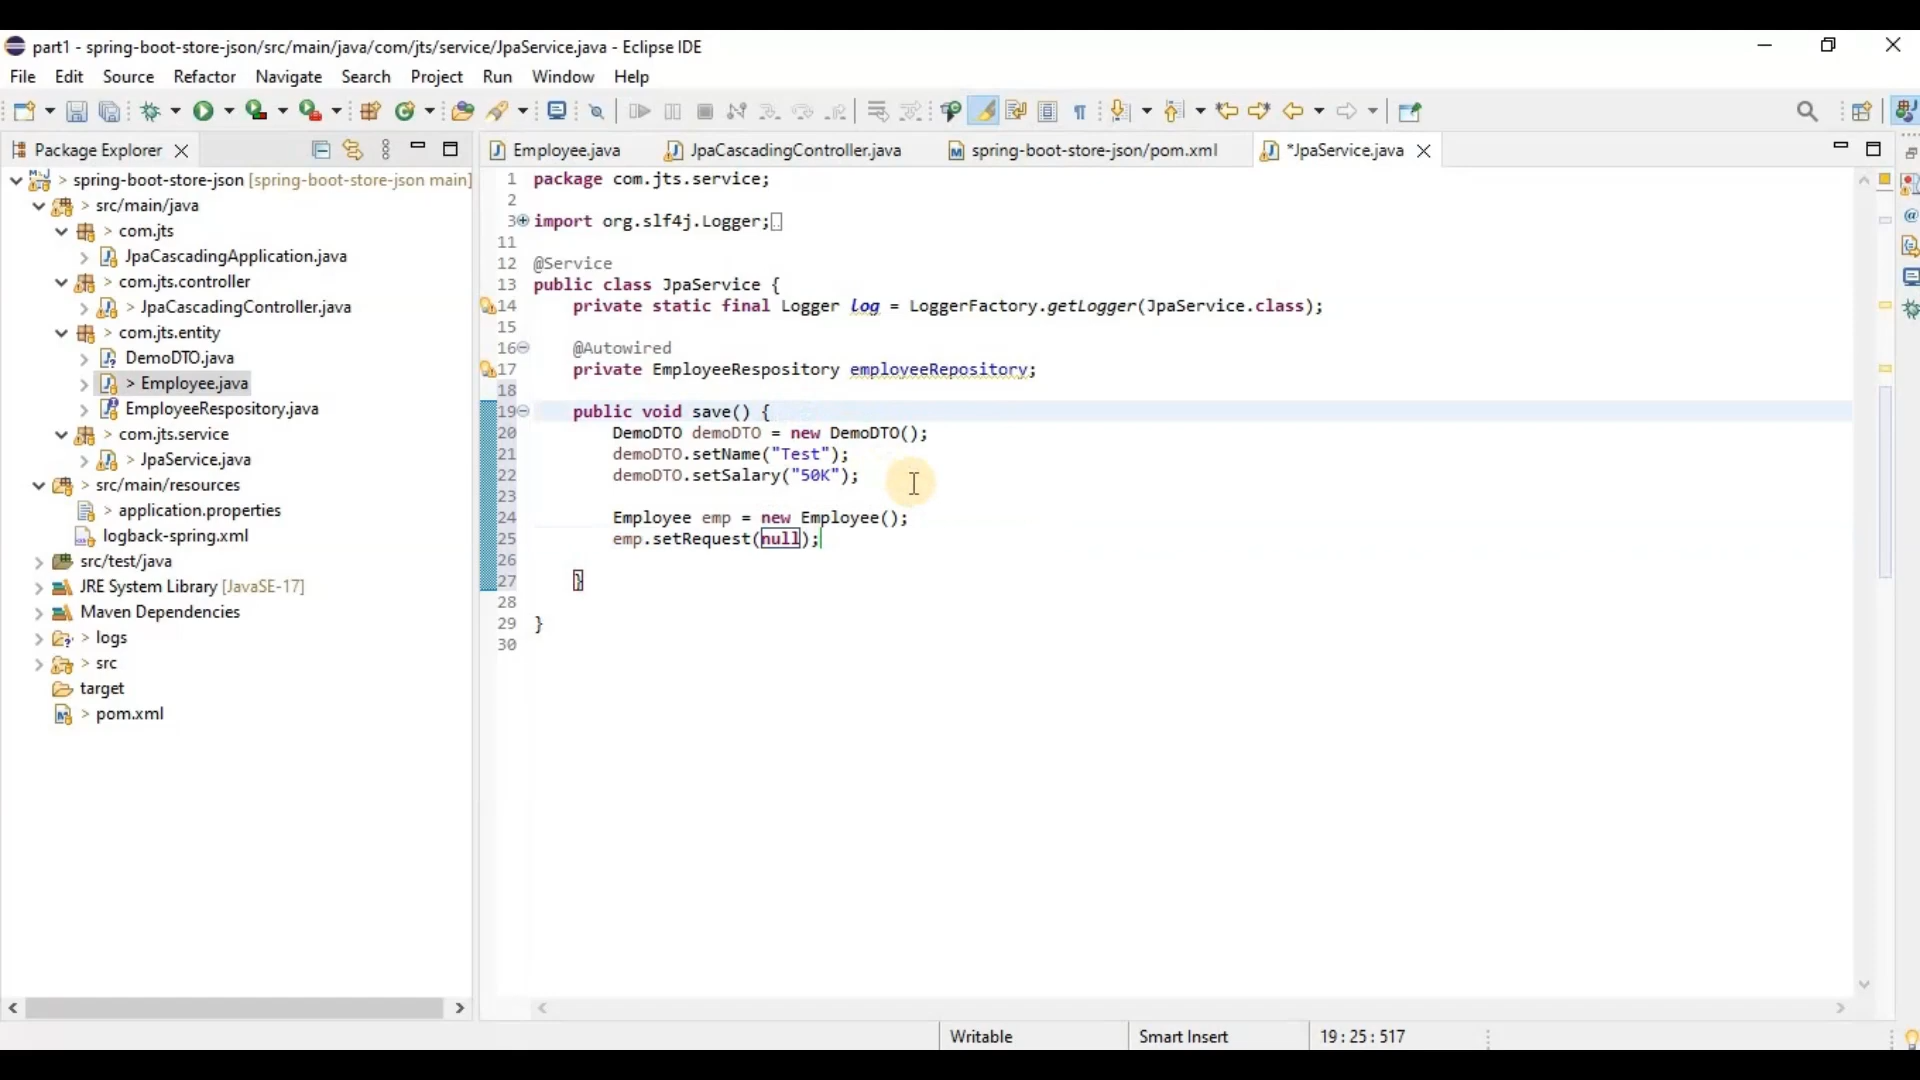 part1 - spring-boot-store-json/src/main/java/com/jts/service/JpaService.java - Eclipse IDE
File Edit Source Refactor Navigate Search Project Run Window Help
Package Explorer
Employee.java JpaCascadingController.java spring-boot-store-json/pom.xml *JpaService.java
> spring-boot-store-json [spring-boot-store-json main]
> src/main/java
> com.jts
JpaCascadingApplication.java
> com.jts.controller
> JpaCascadingController.java
> com.jts.entity
DemoDTO.java
> Employee.java
EmployeeRespository.java
> com.jts.service
> JpaService.java
> src/main/resources
> application.properties
logback-spring.xml
src/test/java
JRE System Library [JavaSE-17]
Maven Dependencies
> logs
> src
target
> pom.xml
1 package com.jts.service;
2
3 import org.slf4j.Logger;
11
12 @Service
13 public class JpaService {
14 private static final Logger log = LoggerFactory.getLogger(JpaService.class);
15
16 @Autowired
17 private EmployeeRespository employeeRepository;
18
19 public void save() {
20 DemoDTO demoDTO = new DemoDTO();
21 demoDTO.setName("Test");
22 demoDTO.setSalary("50K");
23
24 Employee emp = new Employee();
25 emp.setRequest(null);
26
27 }
28
29 }
30
Writable Smart Insert 19 : 25 : 517